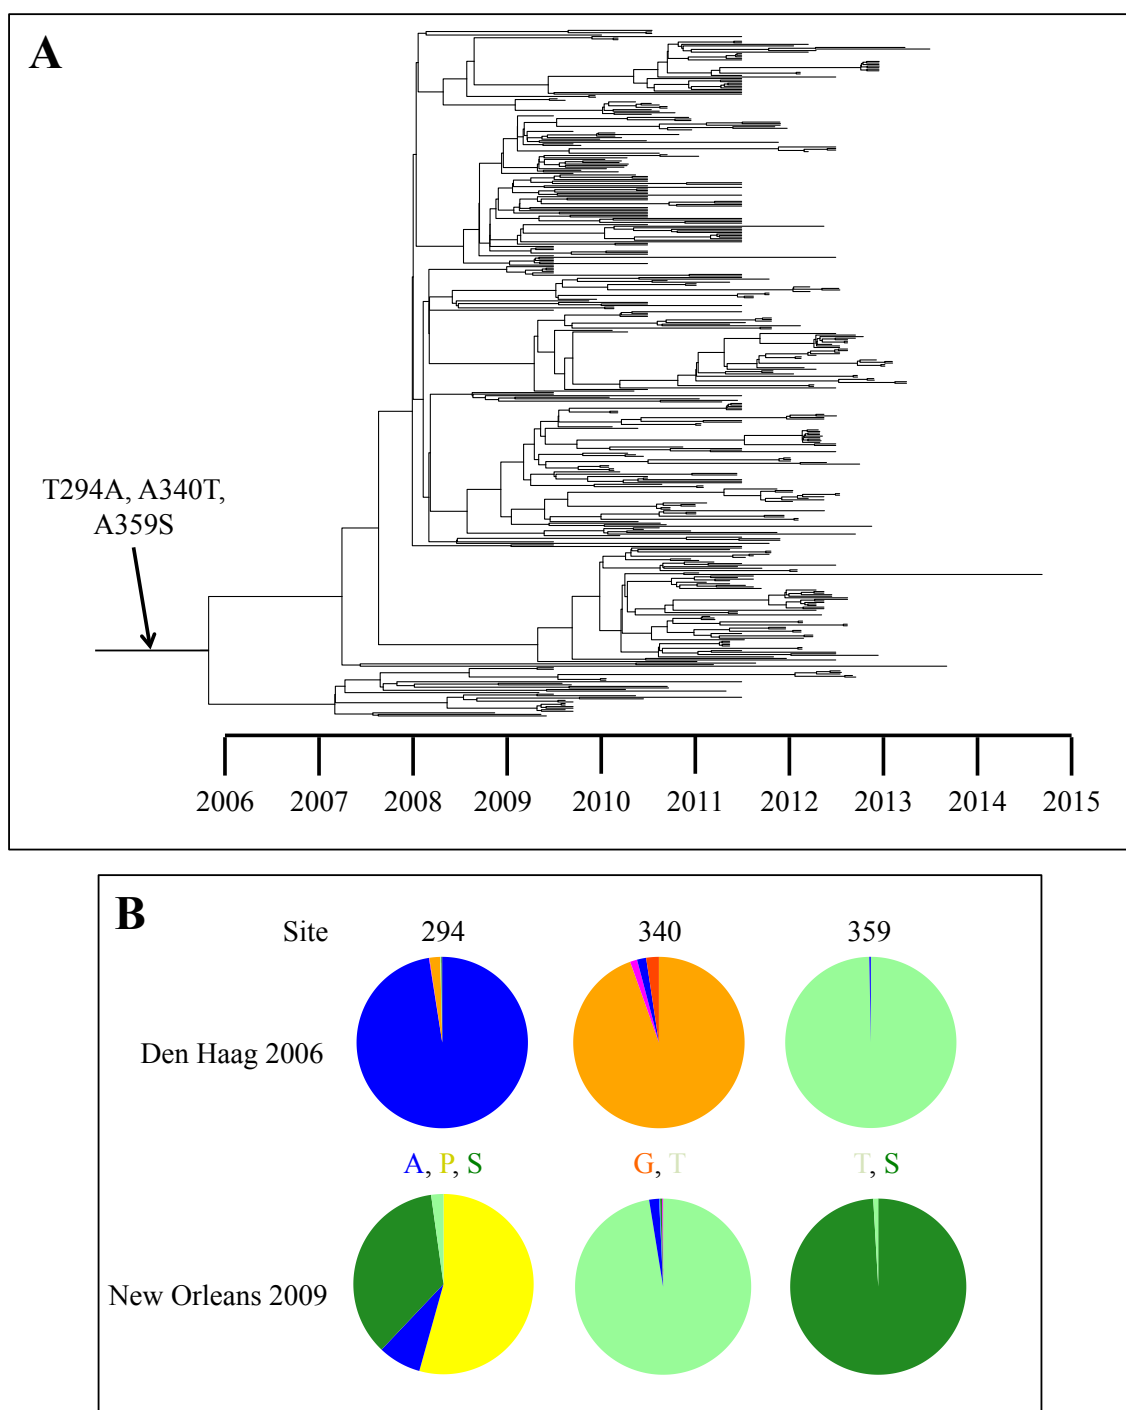 A
T294A, A340T,
A359S
2006 2007 2008 2009 2010 2011 2012 2013 2014 2015
B
Site 294 340 359
Den Haag 2006
A, P, S G, T T, S
New Orleans 2009